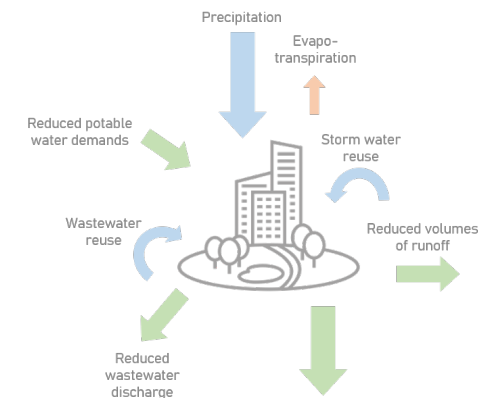 Precipitation
Evapo-
transpiration
Reduced potable
water demands
Storm water
reuse
Wastewater
reuse
Reduced volumes
of runoff
Reduced
wastewater
discharge